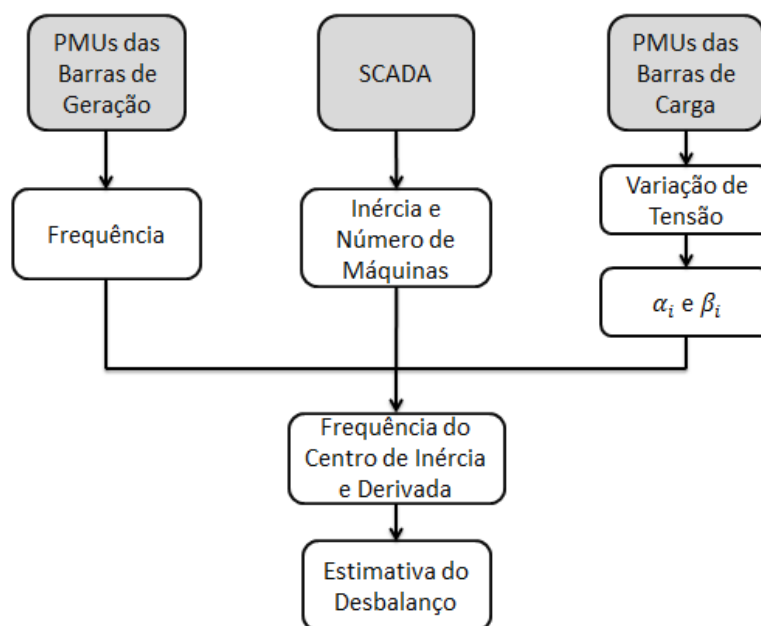 PMUs das
Barras de
Geração
SCADA
PMUs das
Barras de
Carga
Frequência
Inércia e
Número de
Máquinas
Variação de
Tensão
αᵢ e βᵢ
Frequência do
Centro de Inércia
e Derivada
Estimativa do
Desbalanço